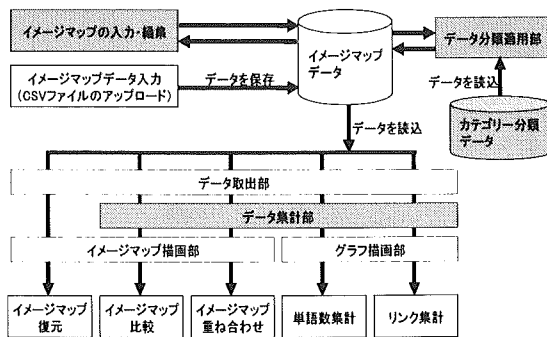 イメージマップの入力・編集
イメージマップデータ入力
(CSVファイルのアップロード)
データを保存
イメージマップ
データ
データ分類適用部
データを読込
カテゴリー分類
データ
データを読込
データ取出部
データ集計部
イメージマップ描画部
グラフ描画部
イメージマップ
復元
イメージマップ
比較
イメージマップ
重ね合わせ
単語数集計
リンク集計